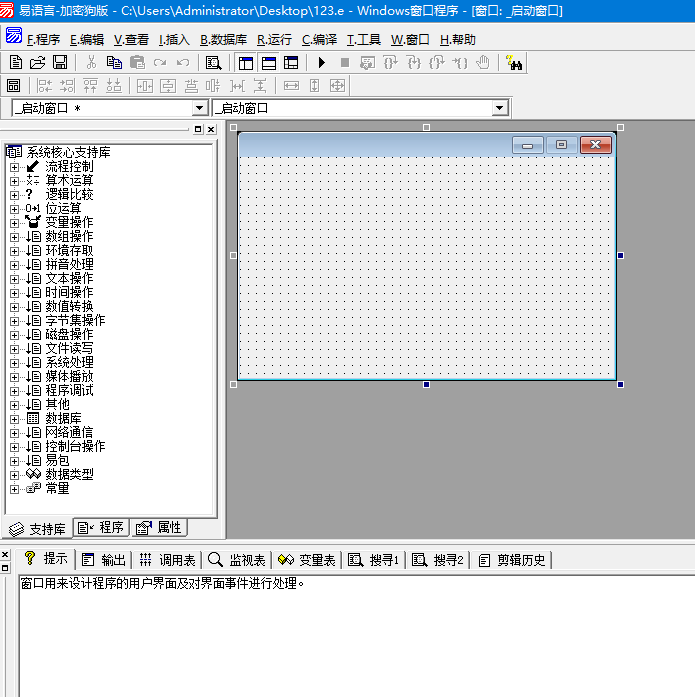 易语言-加密狗版 - C:\Users\Administrator\Desktop\123.e - Windows窗口程序 - [窗口: _启动窗口]
F.程序 E.编辑 V.查看 I.插入 B.数据库 R.运行 C.编译 T.工具 W.窗口 H.帮助
_启动窗口 * _启动窗口
系统核心支持库
流程控制
算术运算
逻辑比较
位运算
变量操作
数组操作
环境存取
拼音处理
文本操作
时间操作
数值转换
字节集操作
磁盘操作
文件读写
系统处理
媒体播放
程序调试
其他
数据库
网络通信
控制台操作
易包
数据类型
常量
支持库 程序 属性
提示 输出 调用表 监视表 变量表 搜寻1 搜寻2 剪辑历史
窗口用来设计程序的用户界面及对界面事件进行处理。